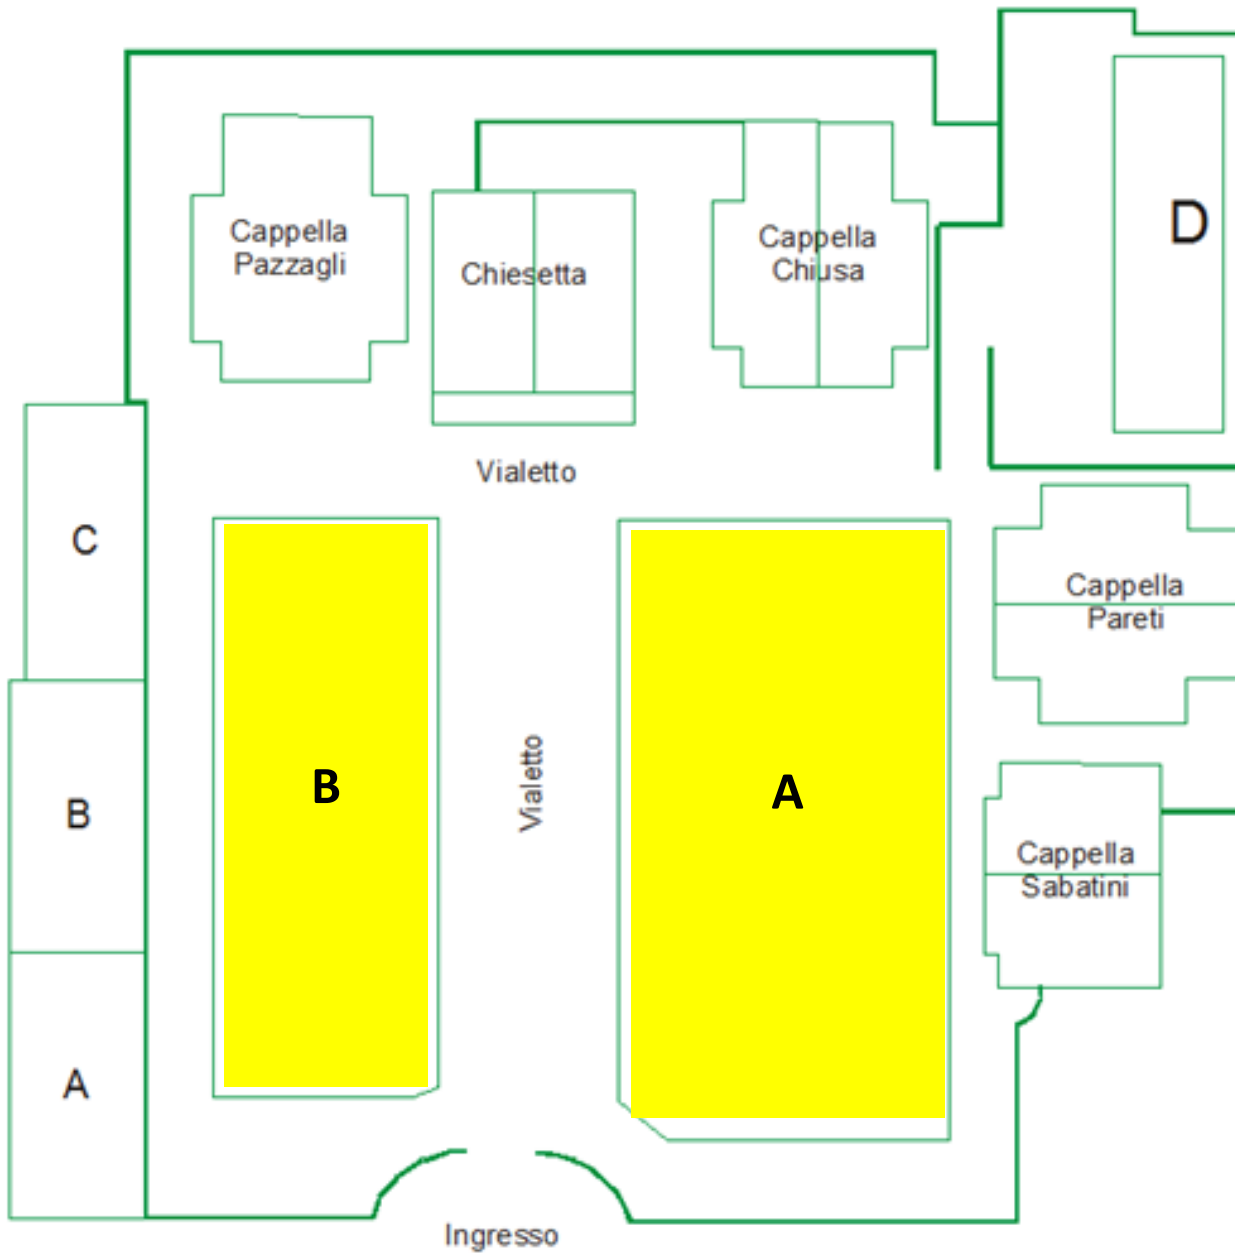 D
Cappella
Pazzagli
Chiesetta
Cappella
Chiusa
Vialetto
C
Cappella
Pareti
B
Vialetto
A
B
Cappella
Sabatini
A
Ingresso